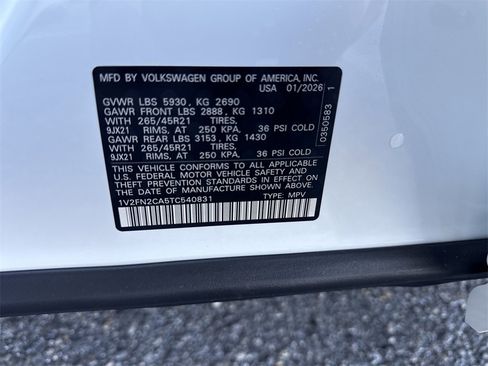 MFD BY VOLKSWAGEN GROUP OF AMERICA, INC.
USA 01/2026
GVWR LBS 5930, KG 2690
GAWR FRONT LBS 2888, KG 1310
WITH 265/45R21 TIRES,
9JX21 RIMS, AT 250 KPA, 36 PSI COLD
GAWR REAR LBS 3153, KG 1430
WITH 265/45R21 TIRES,
9JX21 RIMS, AT 250 KPA, 36 PSI COLD
THIS VEHICLE CONFORMS TO ALL APPLICABLE
U.S. FEDERAL MOTOR VEHICLE SAFETY AND
THEFT PREVENTION STANDARDS IN EFFECT ON
THE DATE OF MANUFACTURE SHOWN ABOVE.
1V2FN2CA5TC540831 TYPE: MPV
0350583 1